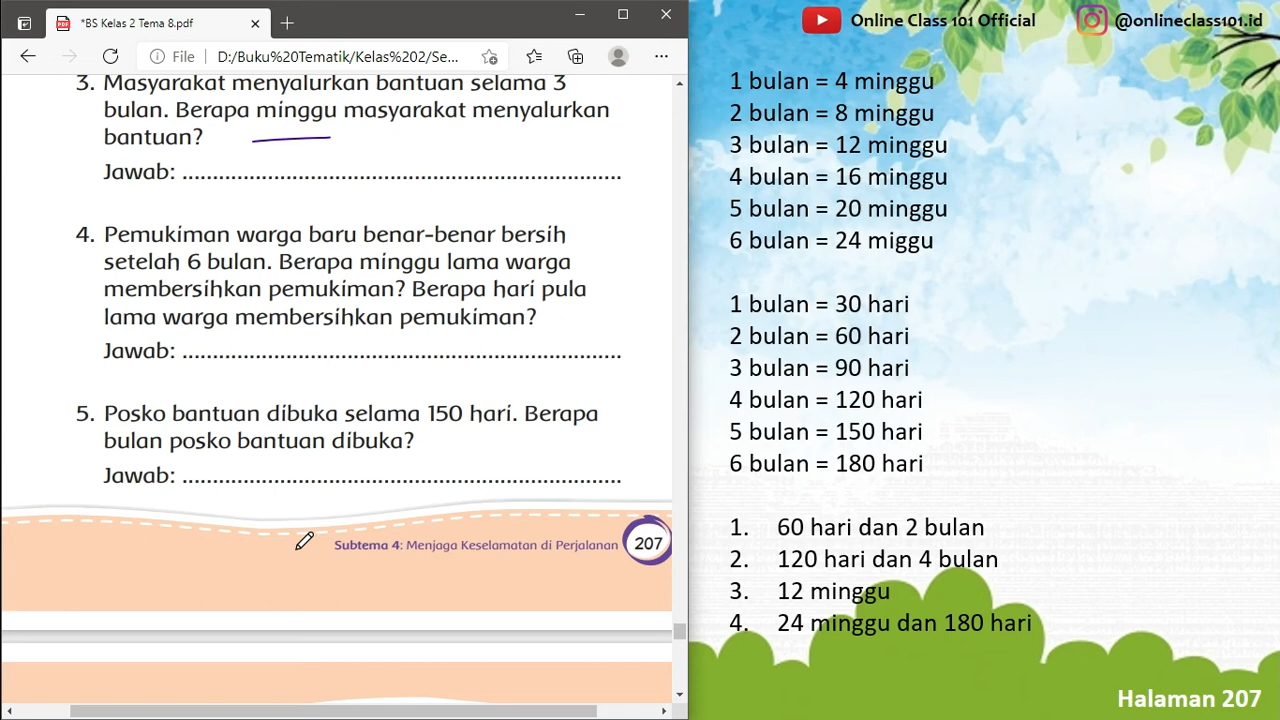 *BS Kelas 2 Tema 8.pdf
File
D:/Buku%20Tematik/Kelas%202/Se...
3. Masyarakat menyalurkan bantuan selama 3
bulan. Berapa minggu masyarakat menyalurkan
bantuan?
Jawab: ........................................................................
4. Pemukiman warga baru benar-benar bersih
setelah 6 bulan. Berapa minggu lama warga
membersihkan pemukiman? Berapa hari pula
lama warga membersihkan pemukiman?
Jawab: ........................................................................
5. Posko bantuan dibuka selama 150 hari. Berapa
bulan posko bantuan dibuka?
Jawab: ........................................................................
Subtema 4: Menjaga Keselamatan di Perjalanan
207
Online Class 101 Official
@onlineclass101.id
1 bulan = 4 minggu
2 bulan = 8 minggu
3 bulan = 12 minggu
4 bulan = 16 minggu
5 bulan = 20 minggu
6 bulan = 24 miggu
1 bulan = 30 hari
2 bulan = 60 hari
3 bulan = 90 hari
4 bulan = 120 hari
5 bulan = 150 hari
6 bulan = 180 hari
1. 60 hari dan 2 bulan
2. 120 hari dan 4 bulan
3. 12 minggu
4. 24 minggu dan 180 hari
Halaman 207